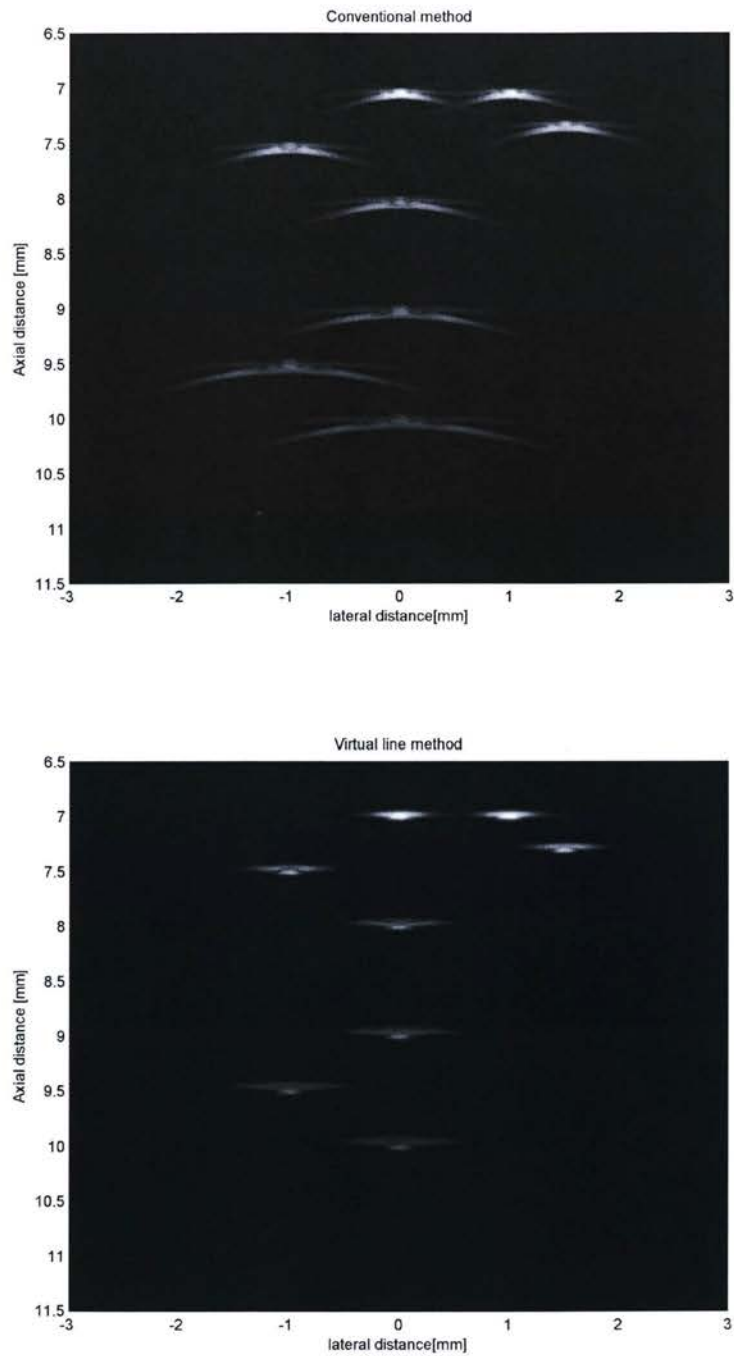 Conventional method
6.5
7
7.5
8
8.5
9
9.5
10
10.5
11
11.5
Axial distance [mm]
-3 -2 -1 0 1 2 3
lateral distance[mm]
Virtual line method
6.5
7
7.5
8
8.5
9
9.5
10
10.5
11
11.5
Axial distance [mm]
-3 -2 -1 0 1 2 3
lateral distance[mm]